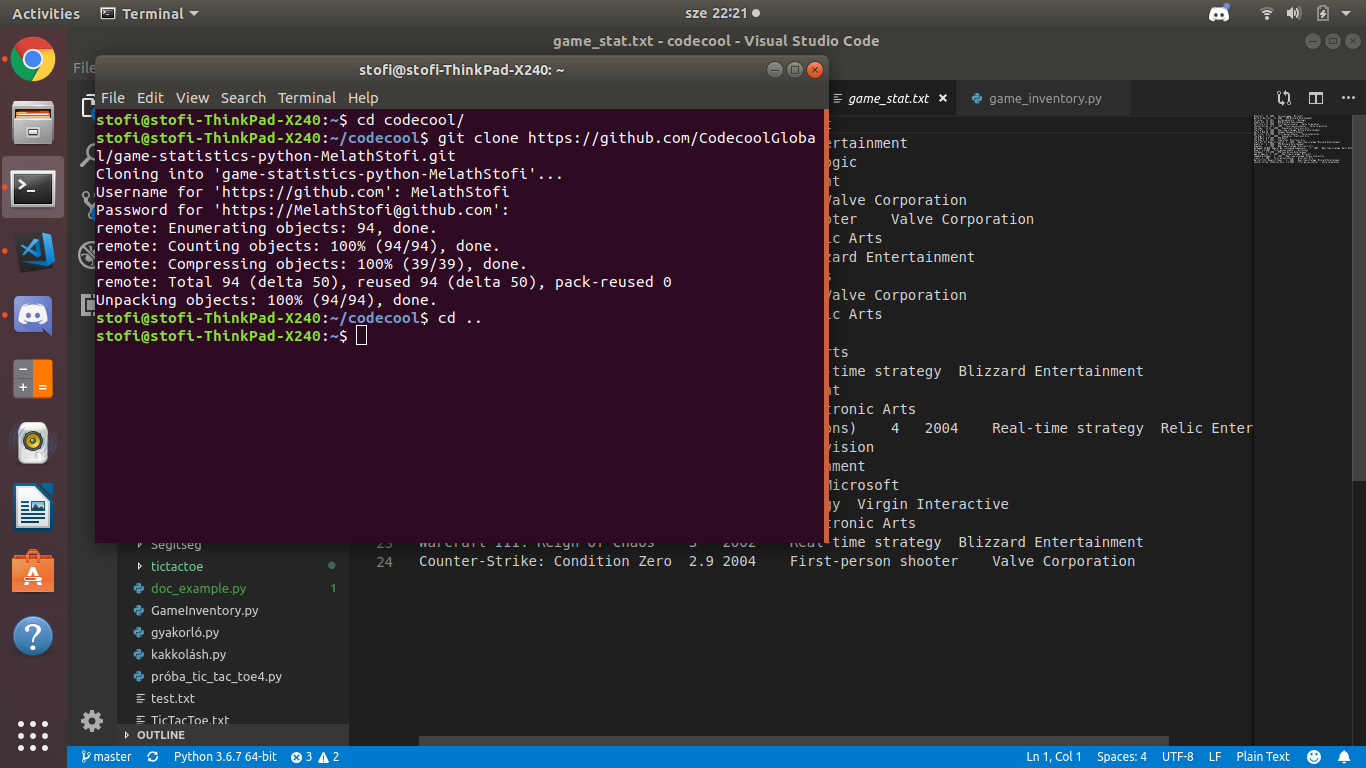 Activities Terminal sze 22:21
game_stat.txt - codecool - Visual Studio Code
File
stofi@stofi-ThinkPad-X240: ~
File Edit View Search Terminal Help
game_stat.txt game_inventory.py
stofi@stofi-ThinkPad-X240:~$ cd codecool/
stofi@stofi-ThinkPad-X240:~/codecool$ git clone https://github.com/CodecoolGloba
l/game-statistics-python-MelathStofi.git
Cloning into 'game-statistics-python-MelathStofi'...
Username for 'https://github.com': MelathStofi
Password for 'https://MelathStofi@github.com':
remote: Enumerating objects: 94, done.
remote: Counting objects: 100% (94/94), done.
remote: Compressing objects: 100% (39/39), done.
remote: Total 94 (delta 50), reused 94 (delta 50), pack-reused 0
Unpacking objects: 100% (94/94), done.
stofi@stofi-ThinkPad-X240:~/codecool$ cd ..
stofi@stofi-ThinkPad-X240:~$
ertainment
ogic
nt
Valve Corporation
oter Valve Corporation
ic Arts
zard Entertainment
s
Valve Corporation
ic Arts
rts
-time strategy Blizzard Entertainment
nt
tronic Arts
ons) 4 2004 Real-time strategy Relic Enter
vision
nment
Microsoft
gy Virgin Interactive
tronic Arts
23 Warcraft III: Reign of Chaos 3 2002 Real-time strategy Blizzard Entertainment
24 Counter-Strike: Condition Zero 2.9 2004 First-person shooter Valve Corporation
Segítség
tictactoe
doc_example.py 1
GameInventory.py
gyakorló.py
kakkolásh.py
próba_tic_tac_toe4.py
test.txt
TicTacToe.txt
OUTLINE
master Python 3.6.7 64-bit 3 2 Ln 1, Col 1 Spaces: 4 UTF-8 LF Plain Text